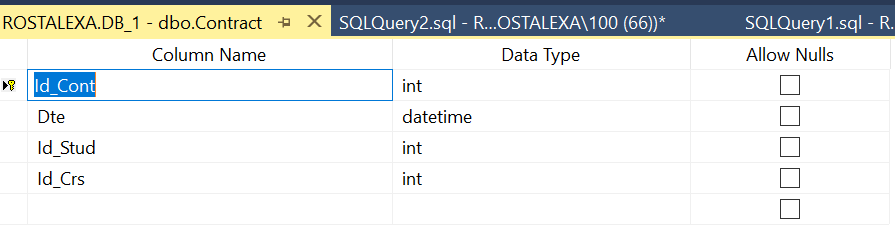 ROSTALEXA.DB_1 - dbo.Contract SQLQuery2.sql - R...OSTALEXA\100 (66))* SQLQuery1.sql - R.
Column Name Data Type Allow Nulls
Id_Cont int
Dte datetime
Id_Stud int
Id_Crs int